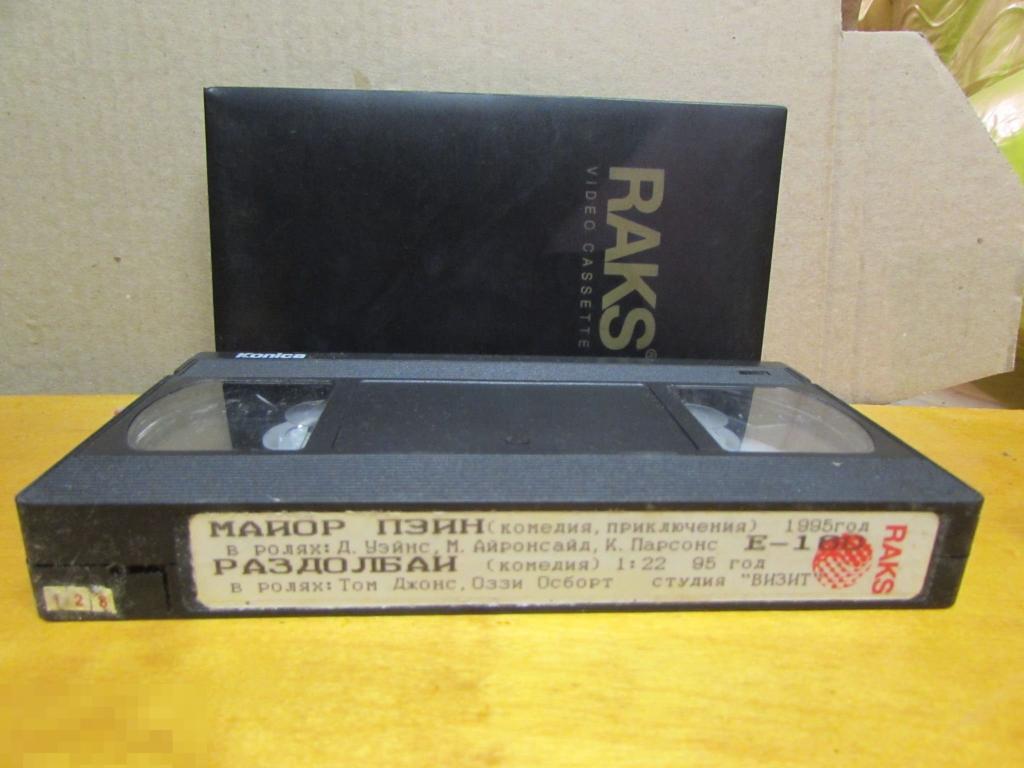 RAKS®
VIDEO CASSETTE
Konica
МАЙОР ПЭЙН(комедия, приключения) 1995год
в ролях: Д. Уэйнс, М. Айронсайд, К. Парсонс E-180
РАЗДОЛБАЙ (комедия) 1:22 95 год
в ролях: Том Джонс, Оззи Осборт студия "ВИЗИТ
RAKS
1 2 8